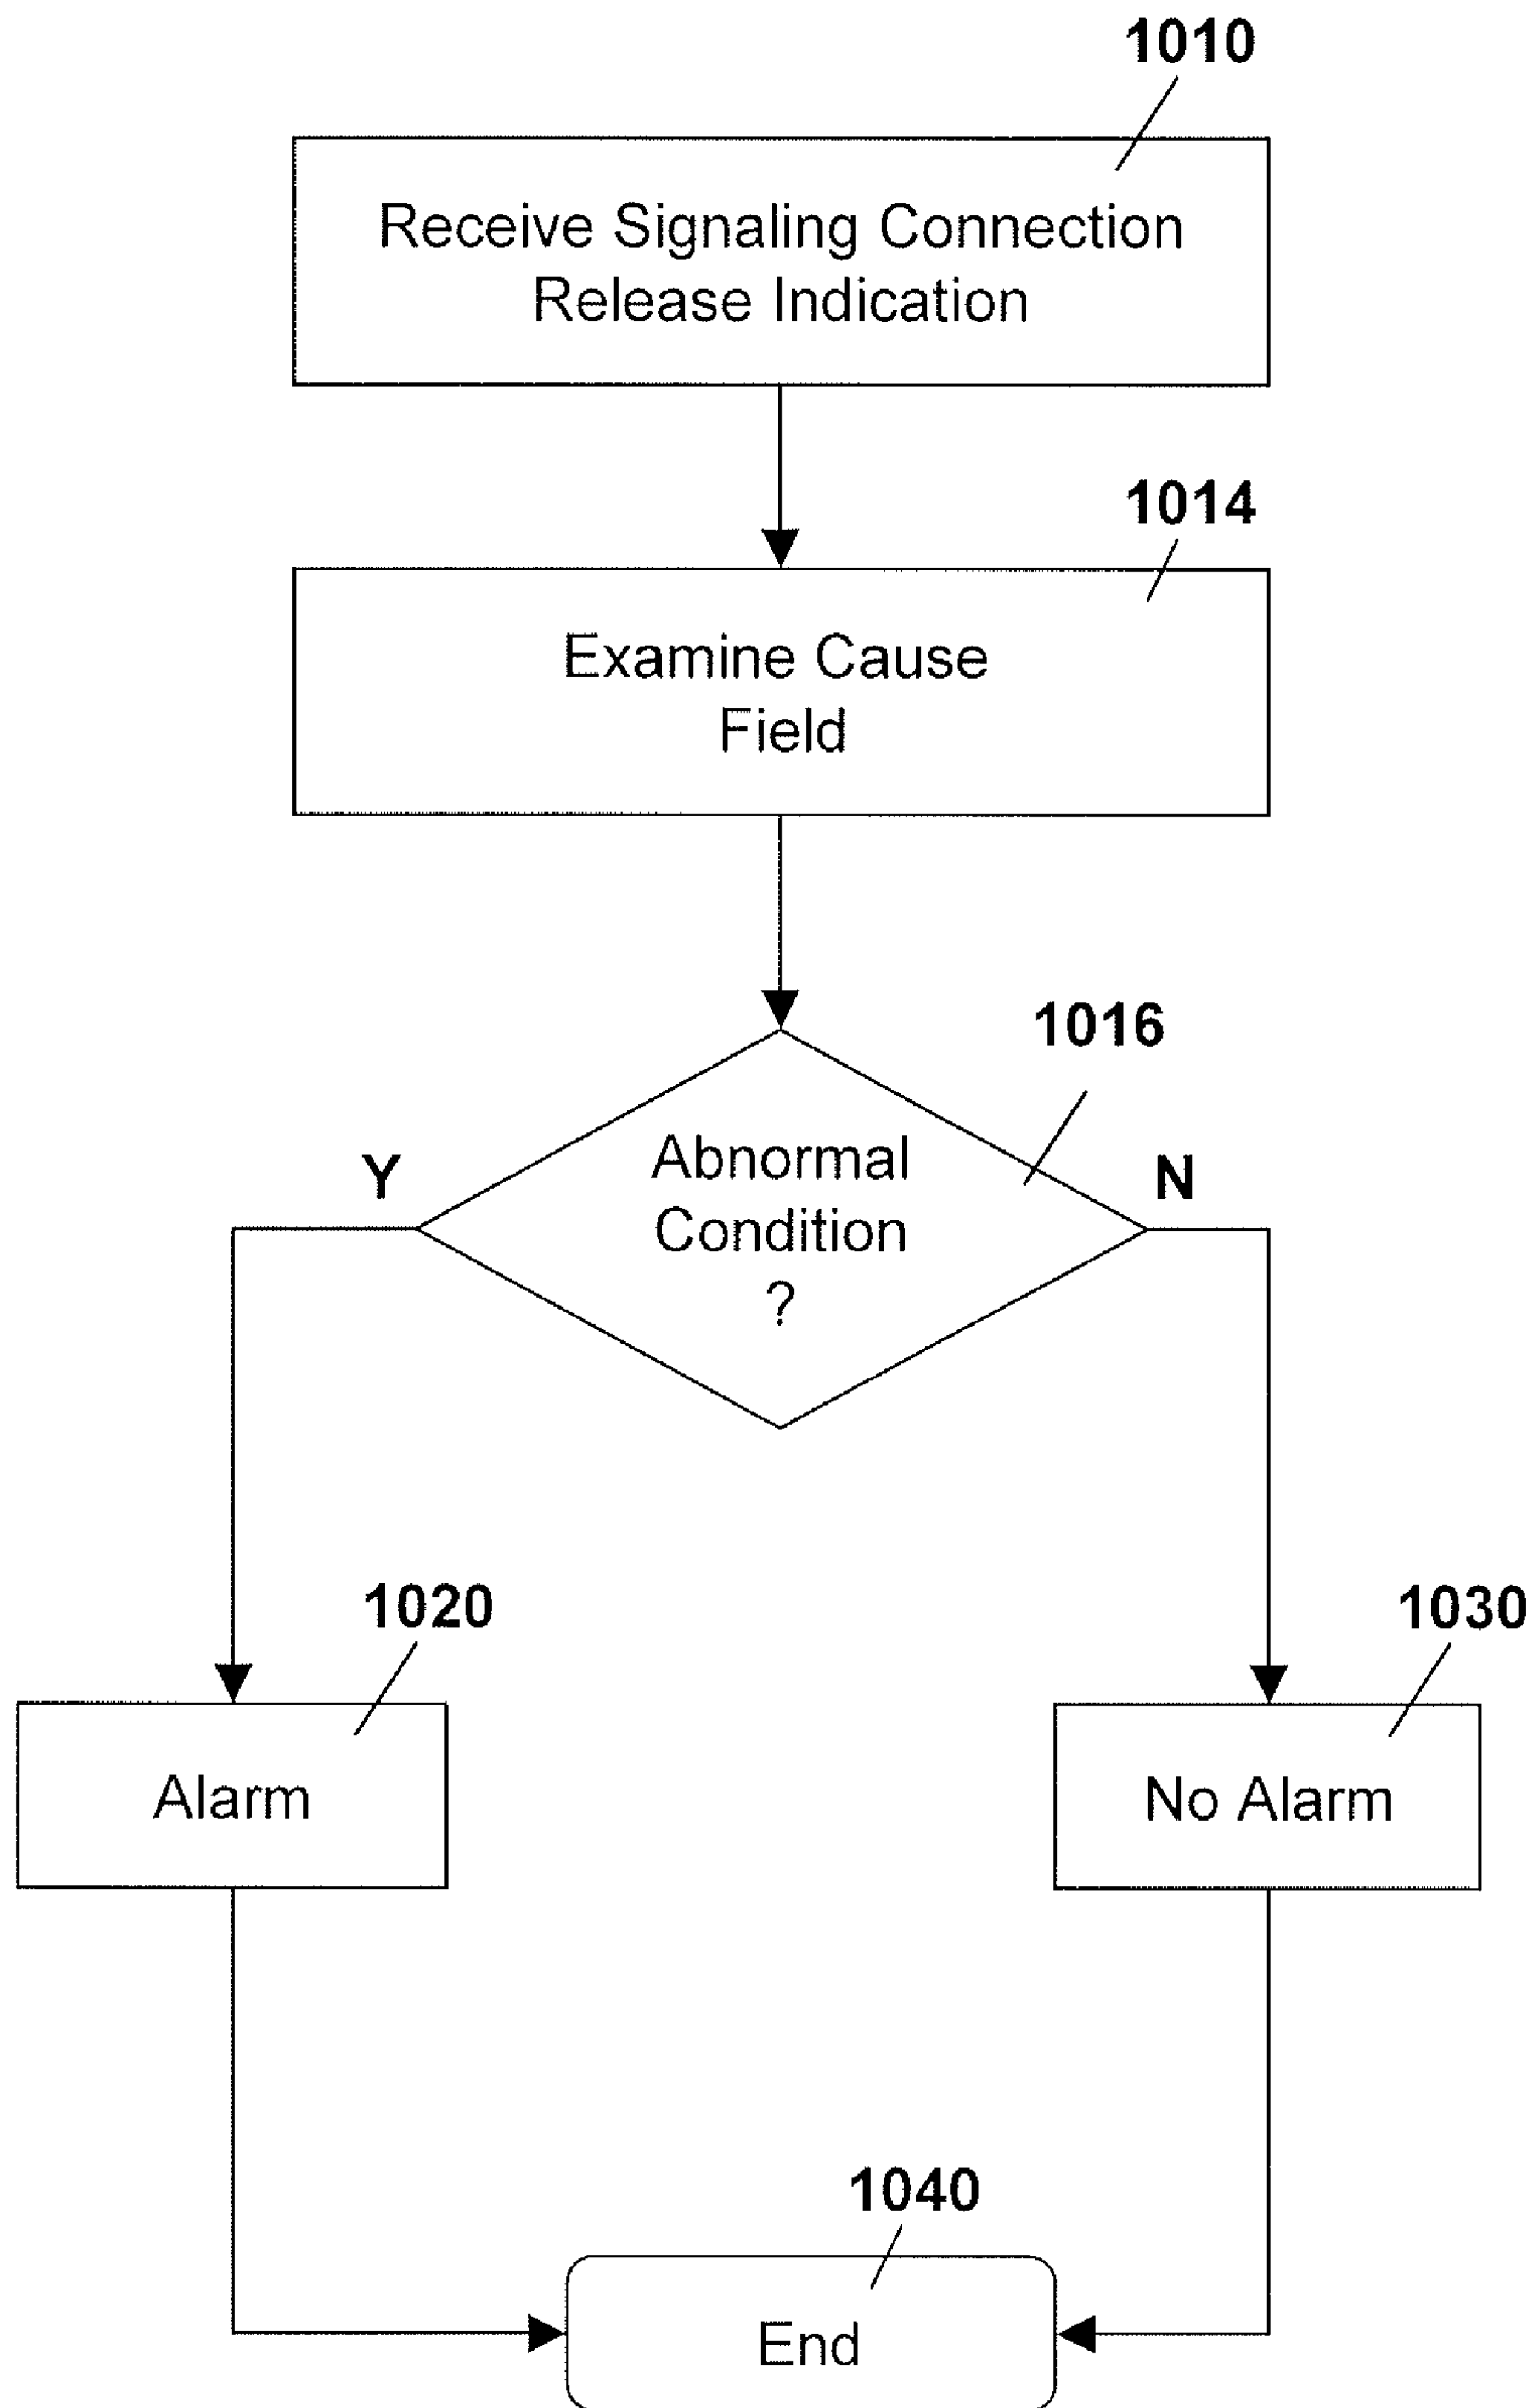 1010
Receive Signaling Connection
Release Indication
1014
Examine Cause
Field
1016
Abnormal
Condition
?
Y
N
1020
1030
Alarm
No Alarm
1040
End